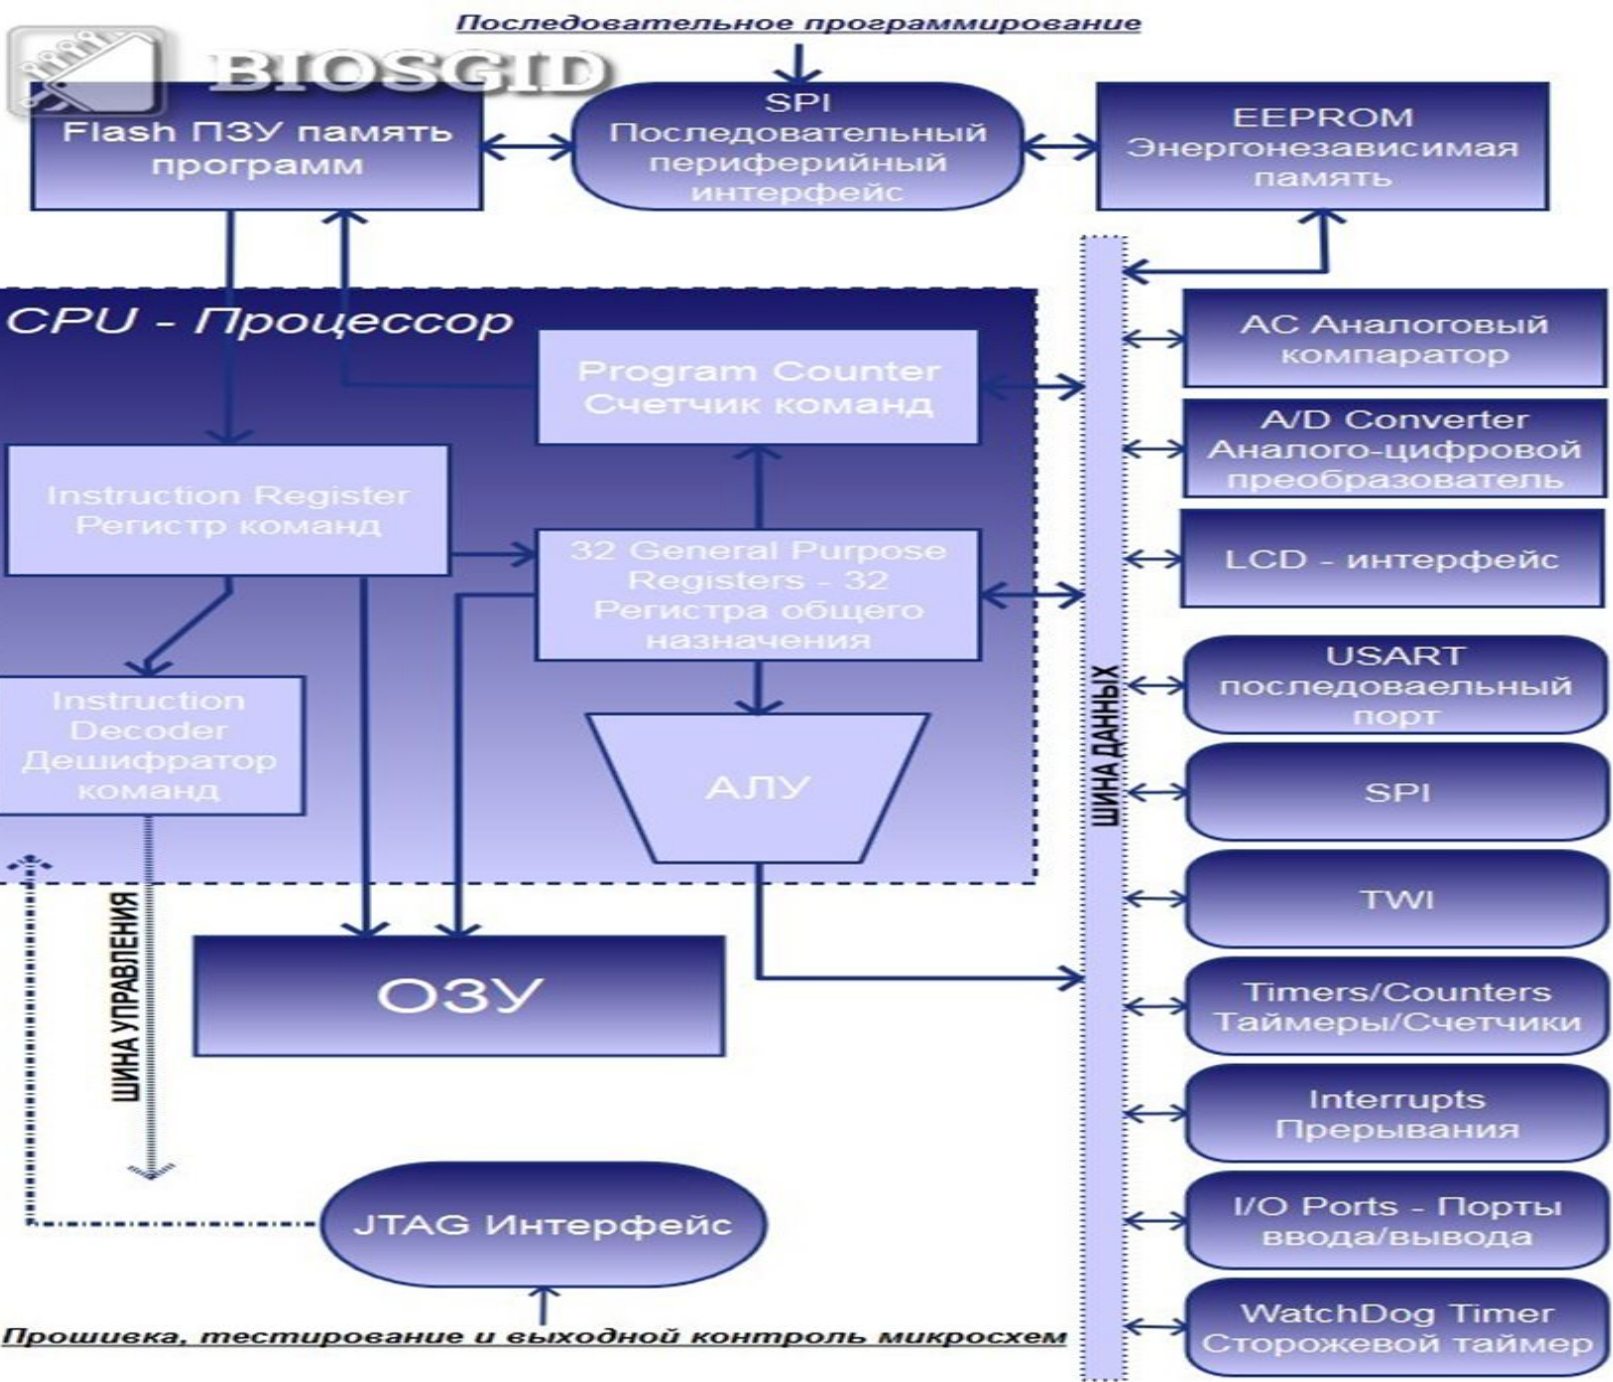 Последовательное программирование
BIOSGID
Flash ПЗУ память
программ
SPI
Последовательный
периферийный
интерфейс
EEPROM
Энергонезависимая
память
CPU - Процессор
Program Counter
Счетчик команд
Instruction Register
Регистр команд
32 General Purpose
Registers - 32
Регистра общего
назначения
Instruction
Decoder
Дешифратор
команд
АЛУ
ОЗУ
ШИНА УПРАВЛЕНИЯ
JTAG Интерфейс
Прошивка, тестирование и выходной контроль микросхем
ШИНА ДАННЫХ
AC Аналоговый
компаратор
A/D Converter
Аналого-цифровой
преобразователь
LCD - интерфейс
USART
последоваельный
порт
SPI
TWI
Timers/Counters
Таймеры/Счетчики
Interrupts
Прерывания
I/O Ports - Порты
ввода/вывода
WatchDog Timer
Сторожевой таймер